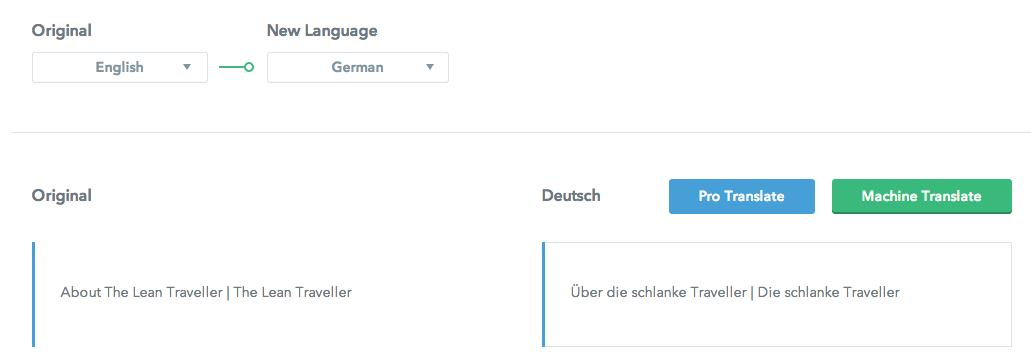 Original New Language
English German
Original Deutsch Pro Translate Machine Translate
About The Lean Traveller | The Lean Traveller Über die schlanke Traveller | Die schlanke Traveller